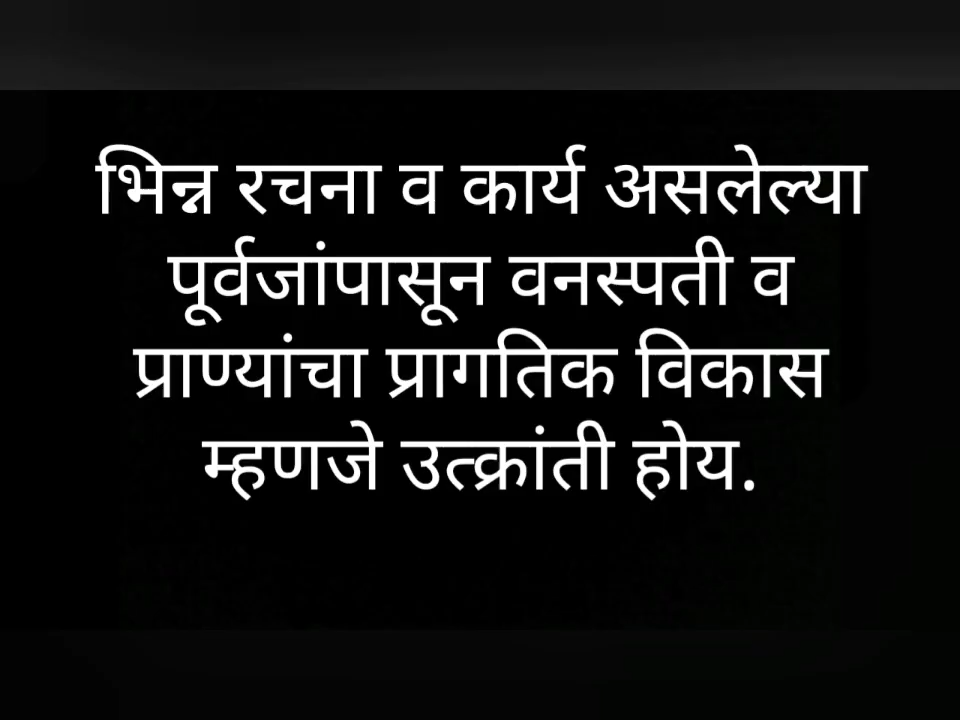 भिन्न रचना व कार्य असलेल्या
पूर्वजांपासून वनस्पती व
प्राण्यांचा प्रागतिक विकास
म्हणजे उत्क्रांती होय.